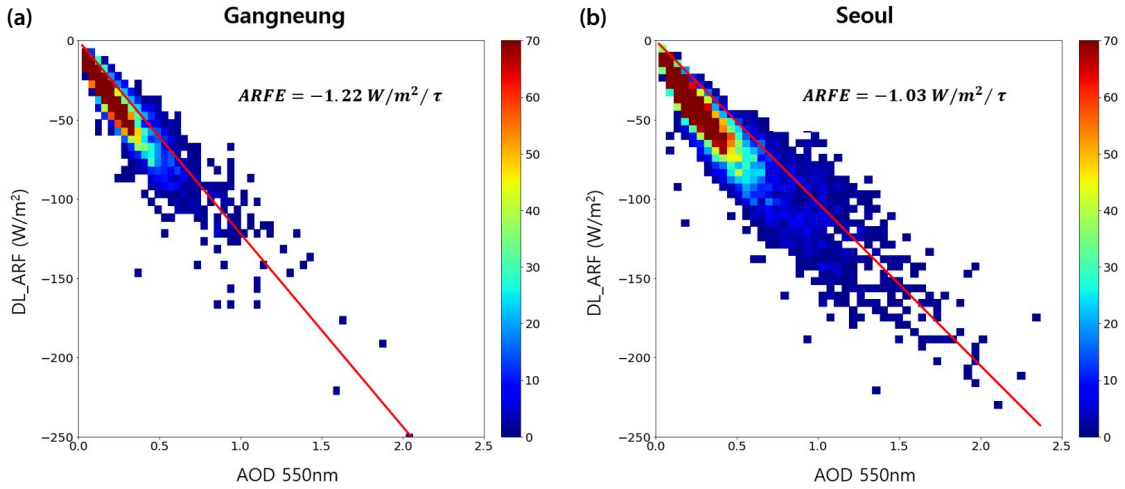 (a)
Gangneung
ARFE = −1.22 W/m²/ τ
DL_ARF (W/m²)
0
−50
−100
−150
−200
−250
0.0 0.5 1.0 1.5 2.0 2.5
AOD 550nm
70
60
50
40
30
20
10
0
(b)
Seoul
ARFE = −1.03 W/m²/ τ
DL_ARF (W/m²)
0
−50
−100
−150
−200
−250
0.0 0.5 1.0 1.5 2.0 2.5
AOD 550nm
70
60
50
40
30
20
10
0